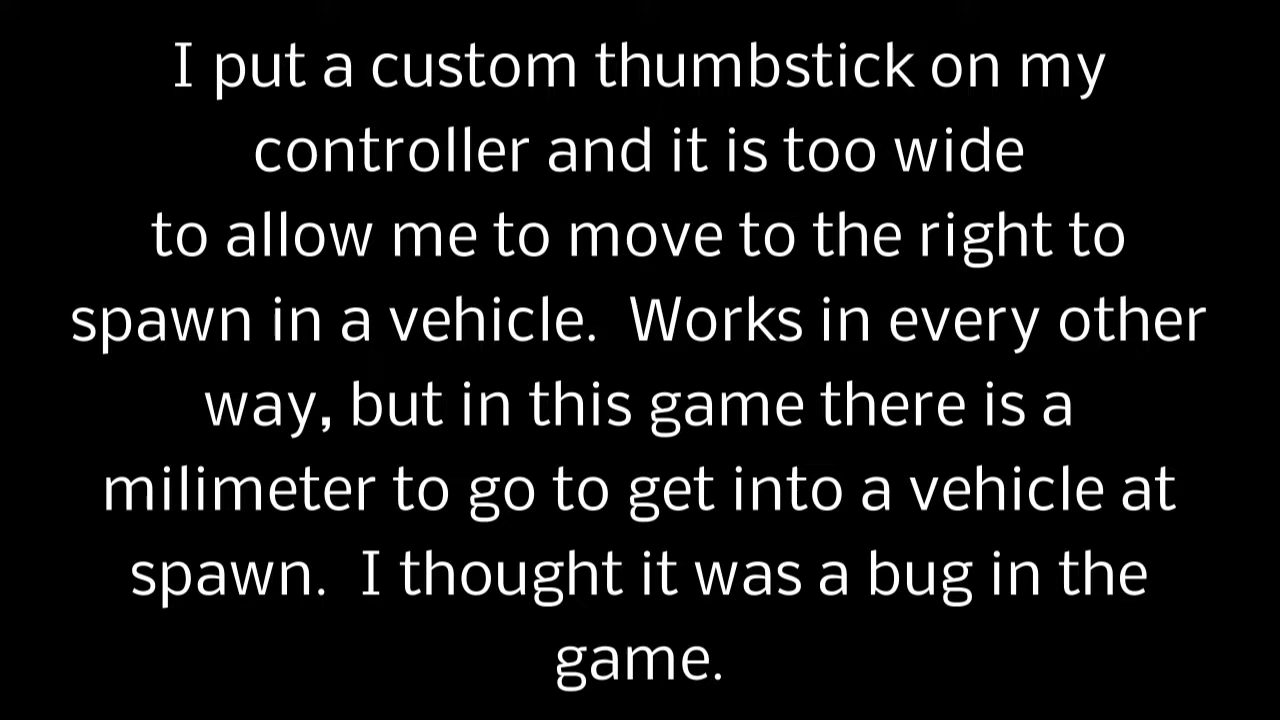 I put a custom thumbstick on my
controller and it is too wide
to allow me to move to the right to
spawn in a vehicle.  Works in every other
way, but in this game there is a
milimeter to go to get into a vehicle at
spawn.  I thought it was a bug in the
game.